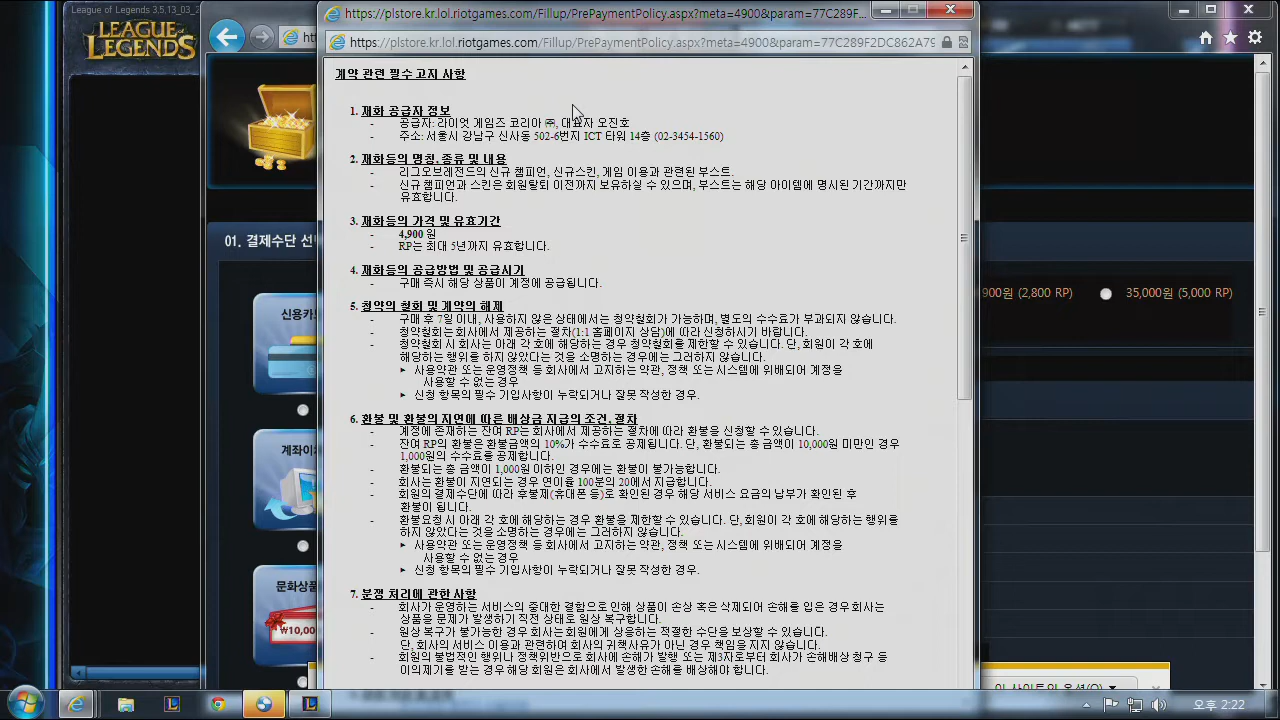 League of Legends 3.5.13_03_2
LEAGUE OF LEGENDS
https://plstore.kr.lol.riotgames.com/Fillup/PrePaymentPolicy.aspx?meta=4900&param=77C289F...
https://plstore.kr.lol.riotgames.com/Fillup/PrePaymentPolicy.aspx?meta=4900&param=77C289F2DC862A79
계약 관련 필수 고지 사항
1. 재화 공급자 정보
- 공급자: 라이엇 게임즈 코리아 ㈜, 대표자 오진호
- 주소: 서울시 강남구 신사동 502-6번지 ICT 타워 14층 (02-3454-1560)
2. 재화등의 명칭, 종류 및 내용
- 리그오브레전드의 신규 챔피언, 신규스킨, 게임 이용과 관련된 부스트.
- 신규 챔피언과 스킨은 회원탈퇴 이전까지 보유하실 수 있으며, 부스트는 해당 아이템에 명시된 기간까지만
유효합니다.
3. 재화등의 가격 및 유효기간
- 4,900 원
- RP는 최대 5년까지 유효합니다.
4. 재화등의 공급방법 및 공급시기
- 구매 즉시 해당 상품이 계정에 공급됩니다.
5. 청약의 철회 및 계약의 해제
- 구매 후 7일 이내, 사용하지 않은 상태에서는 청약철회가 가능하며, 별도의 수수료가 부과되지 않습니다.
- 청약철회는 회사에서 제공하는 절차(1:1 홈페이지 상담)에 따라 신청하시기 바랍니다.
- 청약철회 시 회사는 아래 각 호에 해당하는 경우 청약철회를 제한할 수 있습니다. 단, 회원이 각 호에
해당하는 행위를 하지 않았다는 것을 소명하는 경우에는 그러하지 않습니다.
▸ 사용약관 또는 운영정책 등 회사에서 고지하는 약관, 정책 또는 시스템에 위배되어 계정을
사용할 수 없는 경우
▸ 신청 항목의 필수 기입사항이 누락되거나 잘못 작성한 경우.
6. 환불 및 환불의 지연에 따른 배상금 지급의 조건, 절차
- 계정에 존재하는 잔여 RP는 회사에서 제공하는 절차에 따라 환불을 신청할 수 있습니다.
- 잔여 RP의 환불은 환불금액의 10%가 수수료로 공제됩니다. 단, 환불되는 총 금액이 10,000원 미만인 경우
1,000원의 수수료를 공제합니다.
- 환불되는 총 금액이 1,000원 이하인 경우에는 환불이 불가능합니다.
- 회사는 환불이 지연되는 경우 연이율 100분의 20에서 지급합니다.
- 회원의 결제수단에 따라 후불제(휴대폰 등)로 확인된 경우 해당 서비스 요금의 납부가 확인된 후
환불이 됩니다.
- 환불요청 시 아래 각 호에 해당하는 경우 환불을 제한할 수 있습니다. 단, 회원이 각 호에 해당하는 행위를
하지 않았다는 것을 소명하는 경우에는 그러하지 않습니다.
▸ 사용약관 또는 운영정책 등 회사에서 고지하는 약관, 정책 또는 시스템에 위배되어 계정을
사용할 수 없는 경우
▸ 신청 항목의 필수 기입사항이 누락되거나 잘못 작성한 경우.
7. 분쟁 처리에 관한 사항
- 회사가 운영하는 서비스의 중대한 결함으로 인해 상품이 손상 혹은 삭제되어 손해를 입은 경우 회사는
상품을 문제가 발생하기 직전 상태로 원상 복구합니다.
- 원상 복구가 불가능한 경우 회사는 회원에게 상응하는 적절한 수단을 보상할 수 있습니다.
단, 회사의 서비스 이용과 관련하여 회사의 귀책사유가 아닌 경우 책임을 지지 않습니다.
- 회원의 불법적인 행위나 정책위반으로 회사에 손해가 발행 또는 제3자로부터 회사가 손해배상 청구 등
이의제기를 받는 경우 해당 회원은 회사에서 발생한 손해를 배상해야 합니다.
01. 결제수단 선
신용카
계좌이체
문화상품
₩10,00
900원 (2,800 RP)
35,000원 (5,000 RP)
오후 2:22